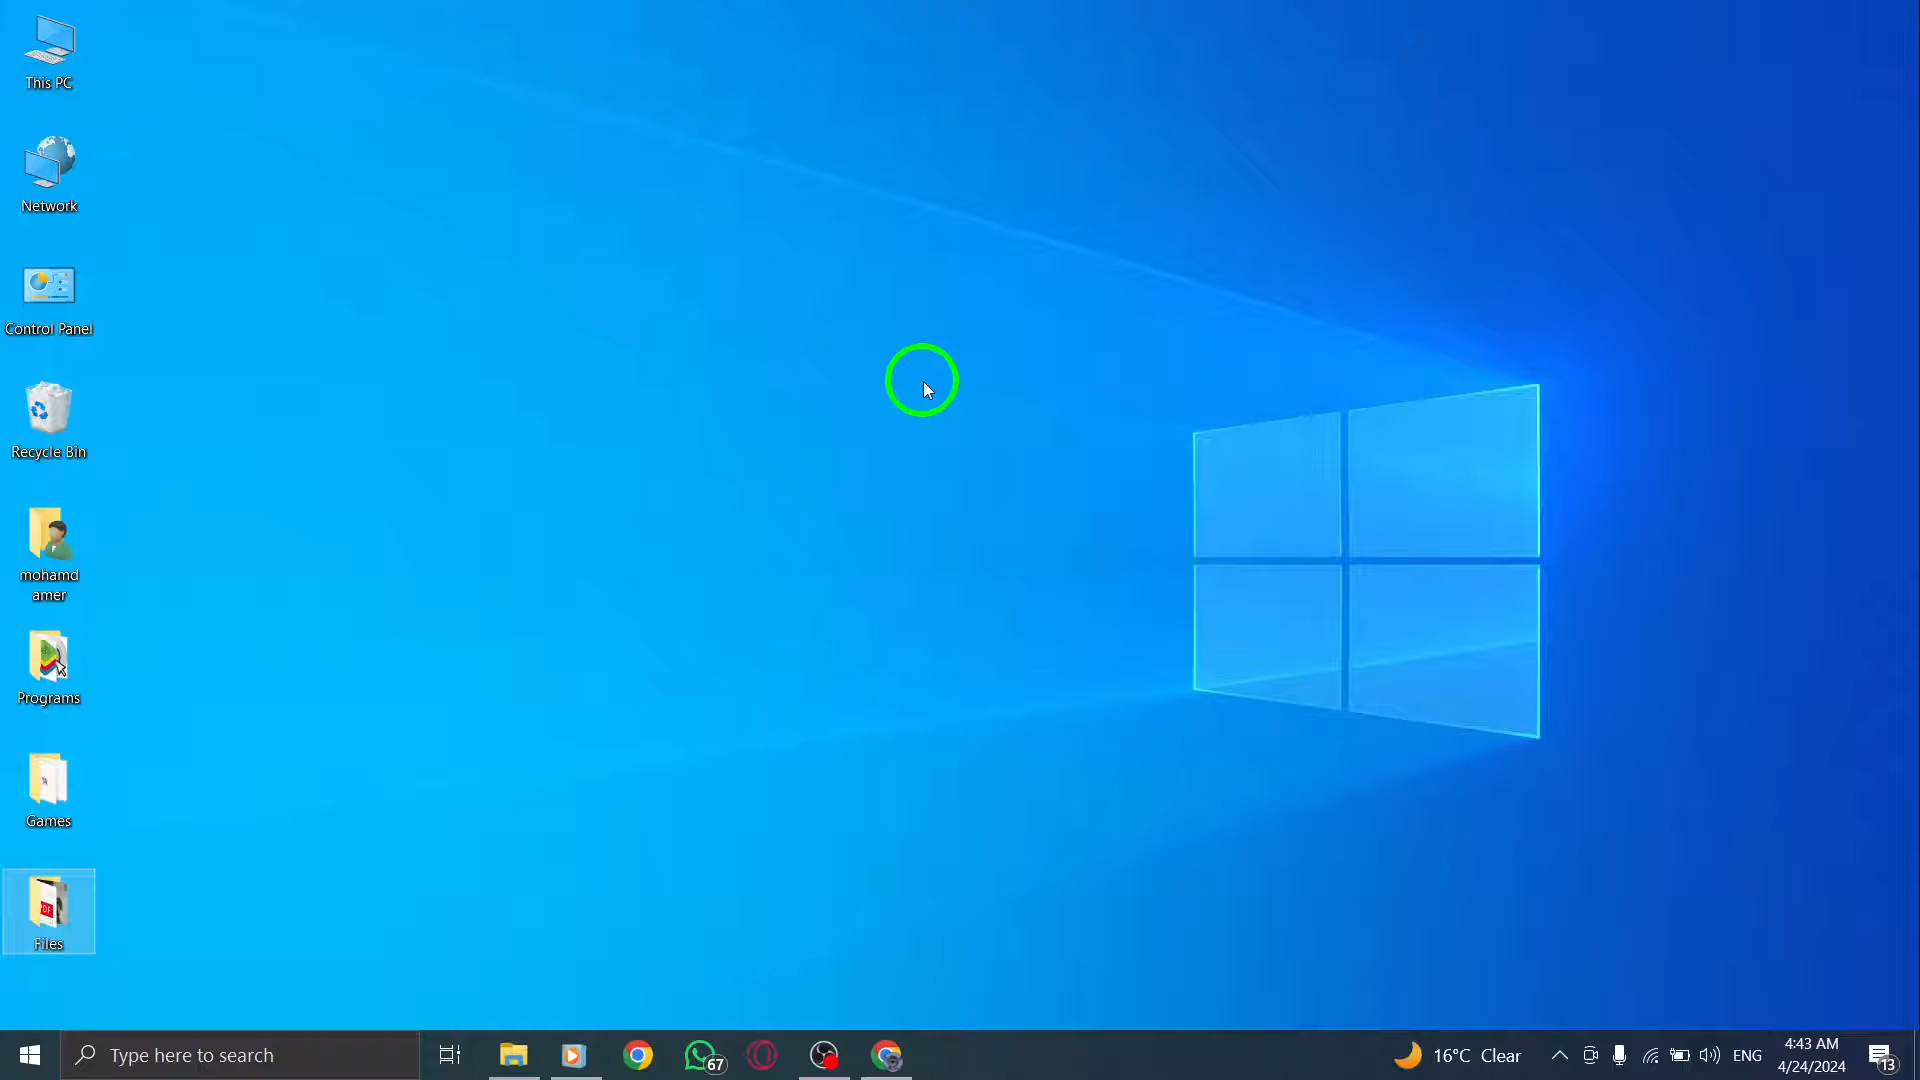 This PC
Network
Control Panel
Recycle Bin
mohamd
amer
Programs
Games
PDF
Files
Type here to search
67
16°C Clear
ENG
4:43 AM
4/24/2024
13